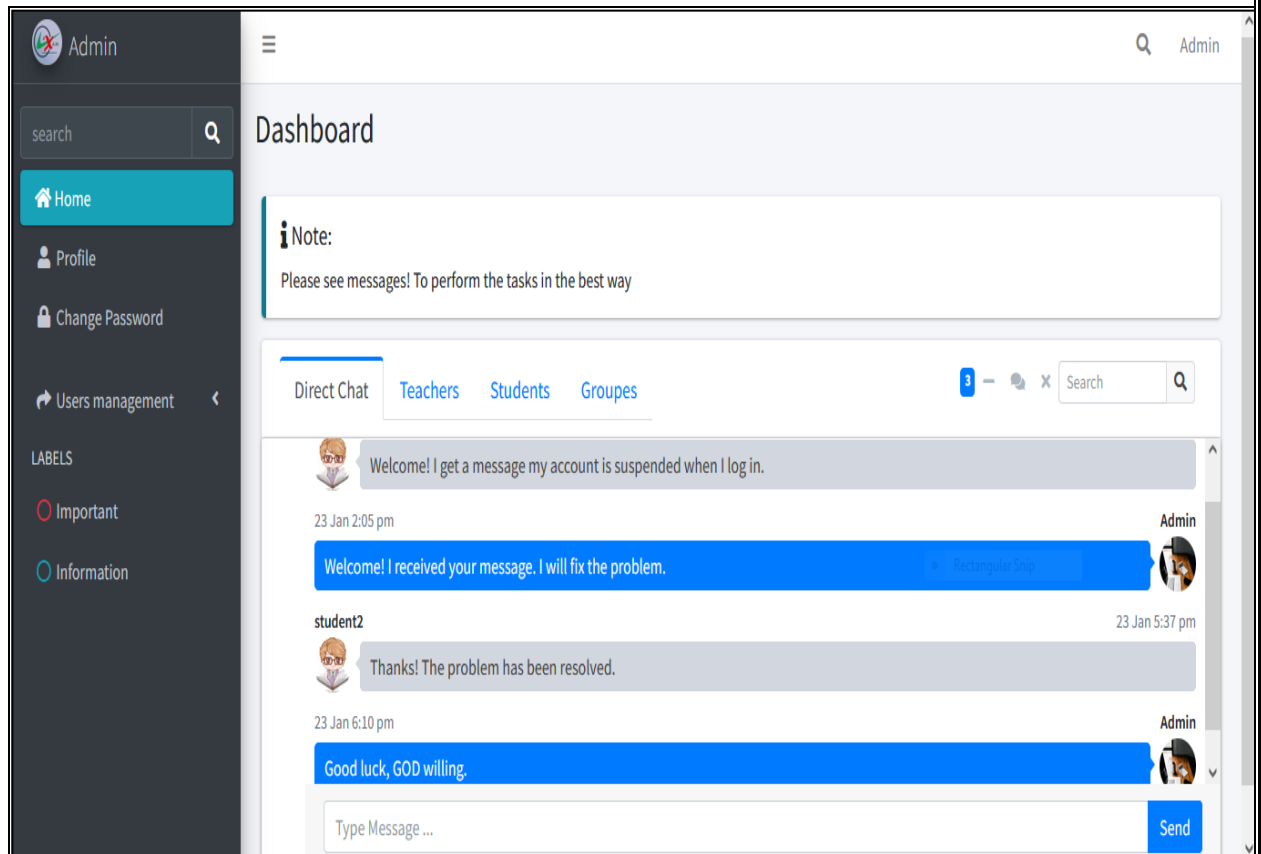 Admin
Admin
search
Dashboard
Home
Note:
Profile
Please see messages! To perform the tasks in the best way
Change Password
Direct Chat Teachers Students Groupes 3 Search
Users management
LABELS
Important
Information
Welcome! I get a message my account is suspended when I log in.
23 Jan 2:05 pm Admin
Welcome! I received your message. I will fix the problem.
Rectangular Snip
student2 23 Jan 5:37 pm
Thanks! The problem has been resolved.
23 Jan 6:10 pm Admin
Good luck, GOD willing.
Type Message ... Send